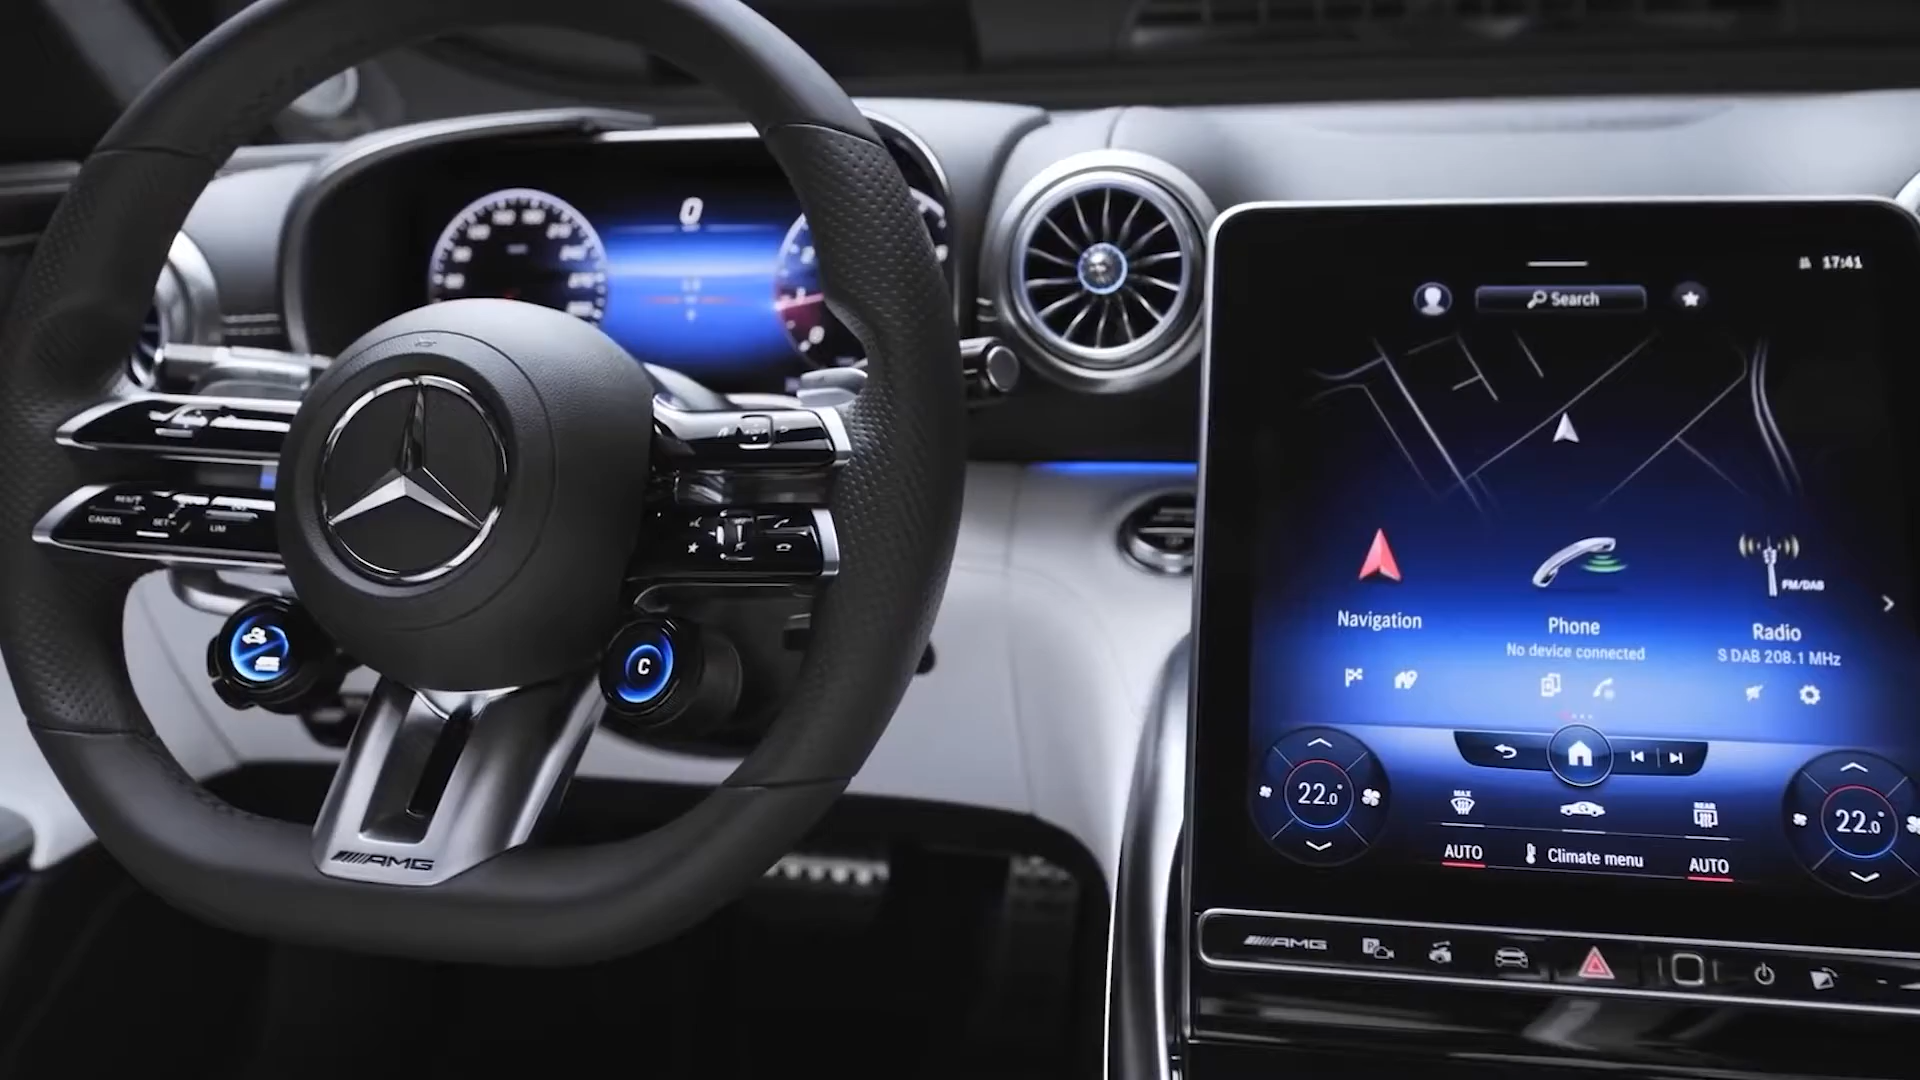 0
17:41
Search
CANCEL
SET
LIM
FM/DAB
Navigation
Phone
Radio
No device connected
S DAB 208.1 MHz
C
22.0°
MAX
REAR
22.0°
AUTO
Climate menu
AUTO
AMG
AMG